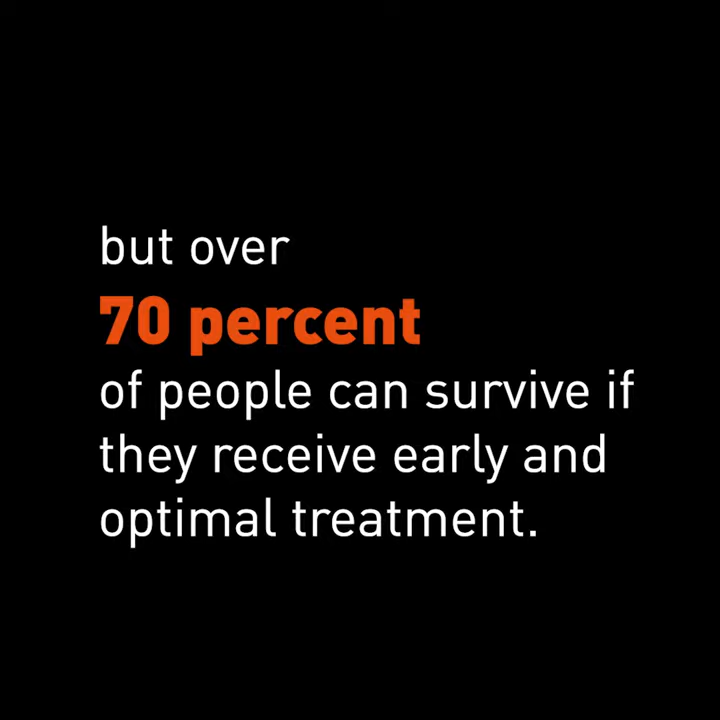 but over
70 percent
of people can survive if
they receive early and
optimal treatment.